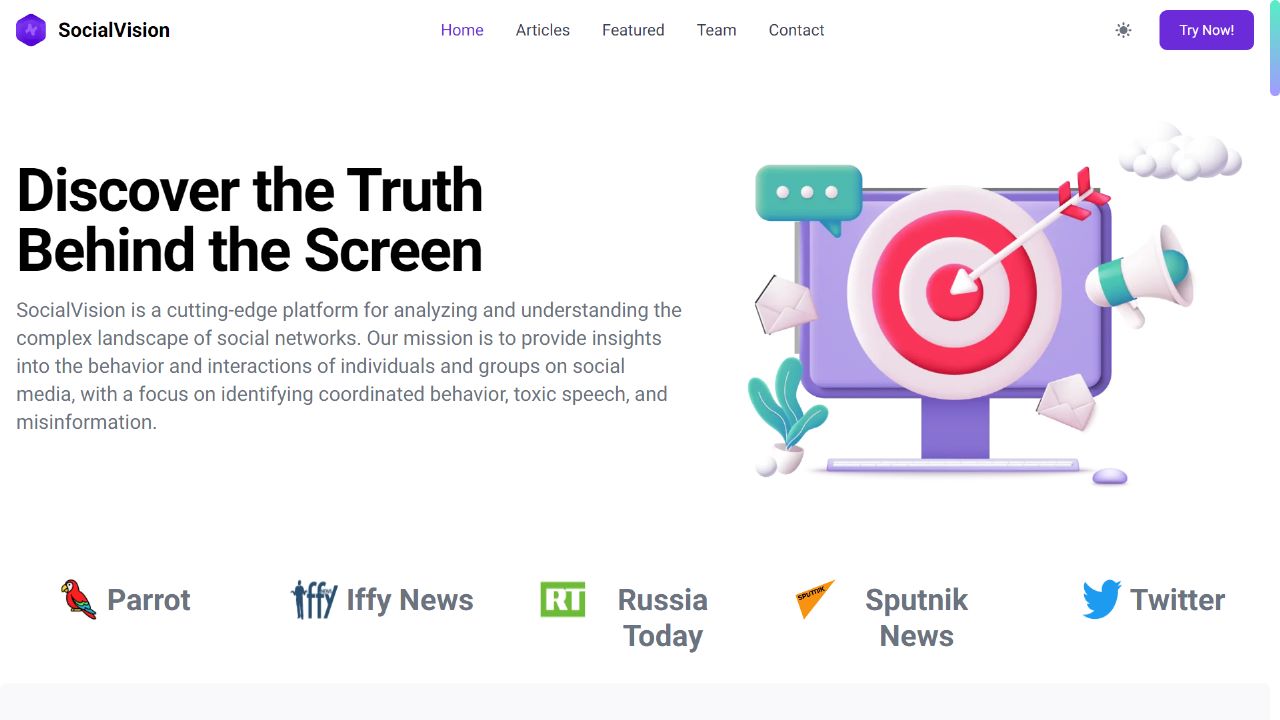 SocialVision
Home
Articles
Featured
Team
Contact
Try Now!
Discover the Truth
Behind the Screen
SocialVision is a cutting-edge platform for analyzing and understanding the
complex landscape of social networks. Our mission is to provide insights
into the behavior and interactions of individuals and groups on social
media, with a focus on identifying coordinated behavior, toxic speech, and
misinformation.
Parrot
iffy
NEWS
Iffy News
RT
Russia
Today
SPUTNIK
Sputnik
News
Twitter